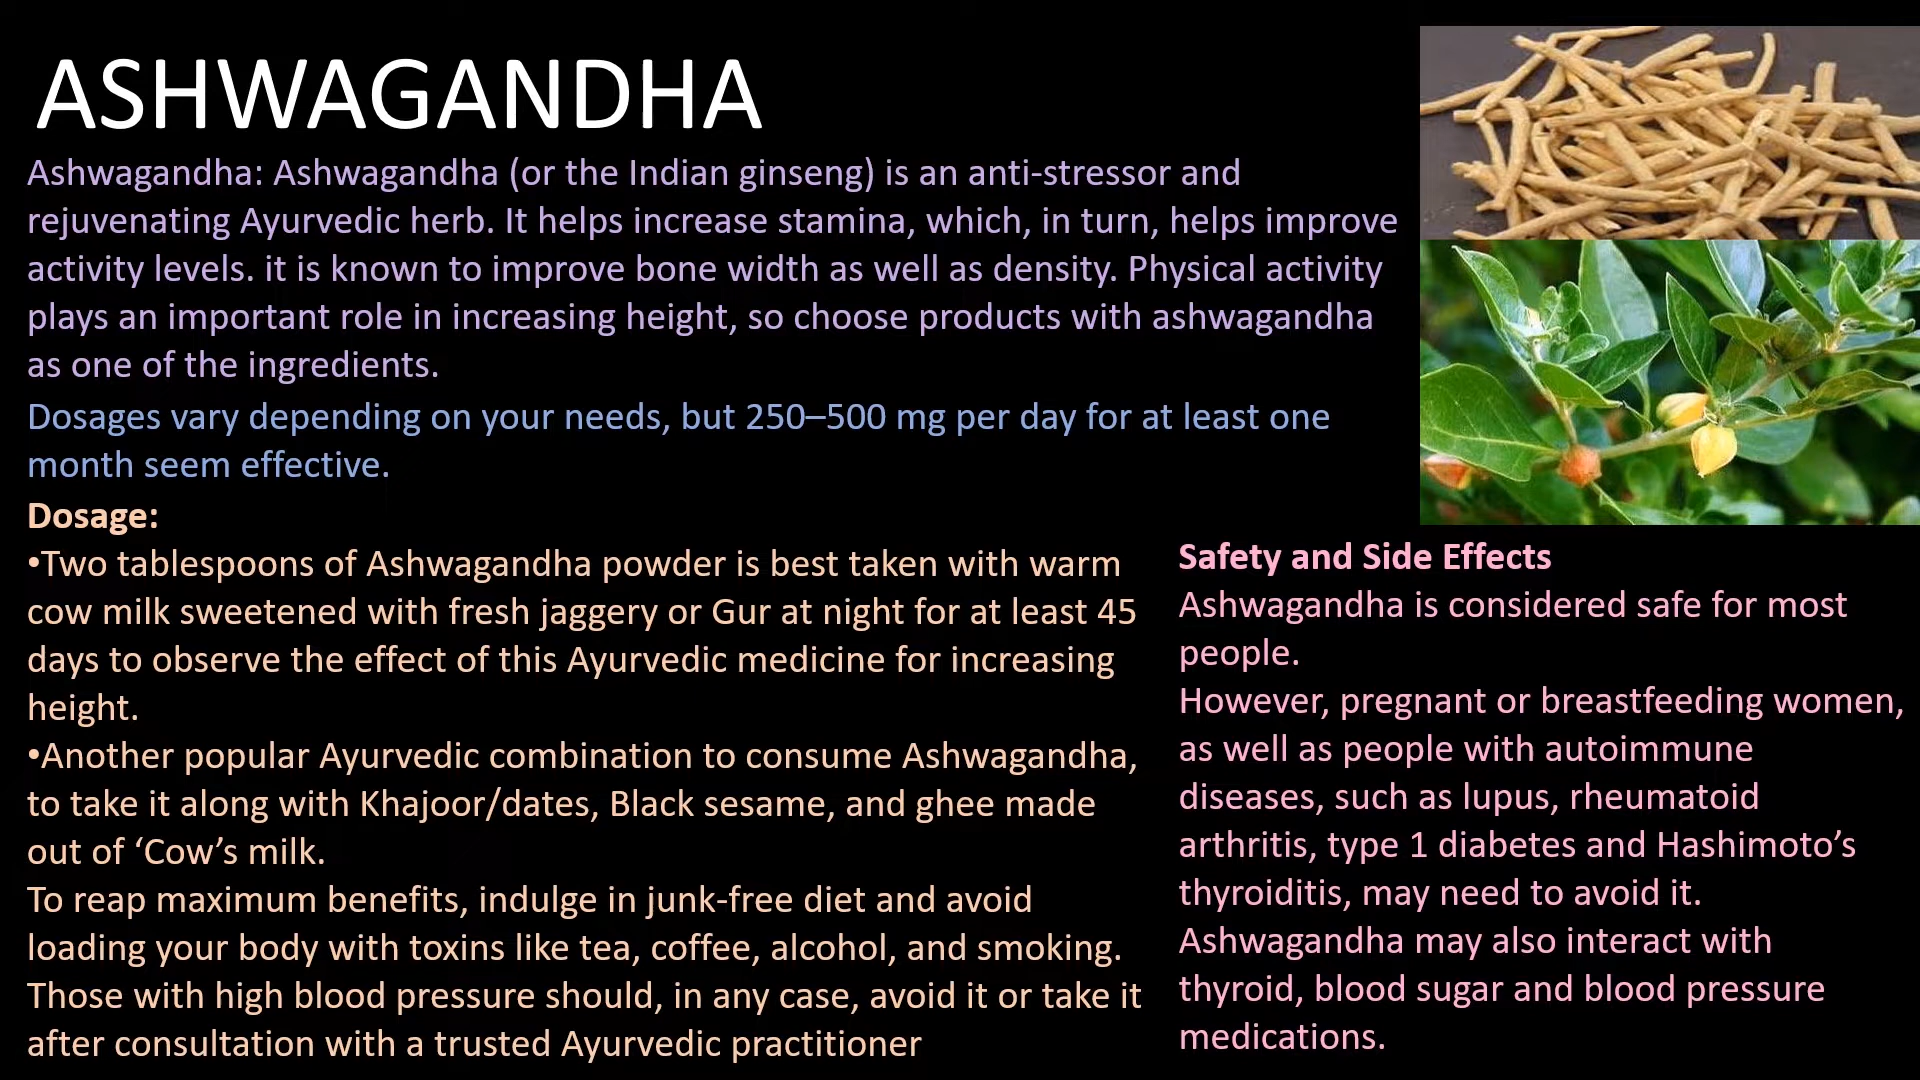 ASHWAGANDHA
Ashwagandha: Ashwagandha (or the Indian ginseng) is an anti-stressor and
rejuvenating Ayurvedic herb. It helps increase stamina, which, in turn, helps improve
activity levels. it is known to improve bone width as well as density. Physical activity
plays an important role in increasing height, so choose products with ashwagandha
as one of the ingredients.
Dosages vary depending on your needs, but 250–500 mg per day for at least one
month seem effective.
Dosage:
•Two tablespoons of Ashwagandha powder is best taken with warm
cow milk sweetened with fresh jaggery or Gur at night for at least 45
days to observe the effect of this Ayurvedic medicine for increasing
height.
•Another popular Ayurvedic combination to consume Ashwagandha,
to take it along with Khajoor/dates, Black sesame, and ghee made
out of ‘Cow’s milk.
To reap maximum benefits, indulge in junk-free diet and avoid
loading your body with toxins like tea, coffee, alcohol, and smoking.
Those with high blood pressure should, in any case, avoid it or take it
after consultation with a trusted Ayurvedic practitioner
Safety and Side Effects
Ashwagandha is considered safe for most
people.
However, pregnant or breastfeeding women,
as well as people with autoimmune
diseases, such as lupus, rheumatoid
arthritis, type 1 diabetes and Hashimoto’s
thyroiditis, may need to avoid it.
Ashwagandha may also interact with
thyroid, blood sugar and blood pressure
medications.